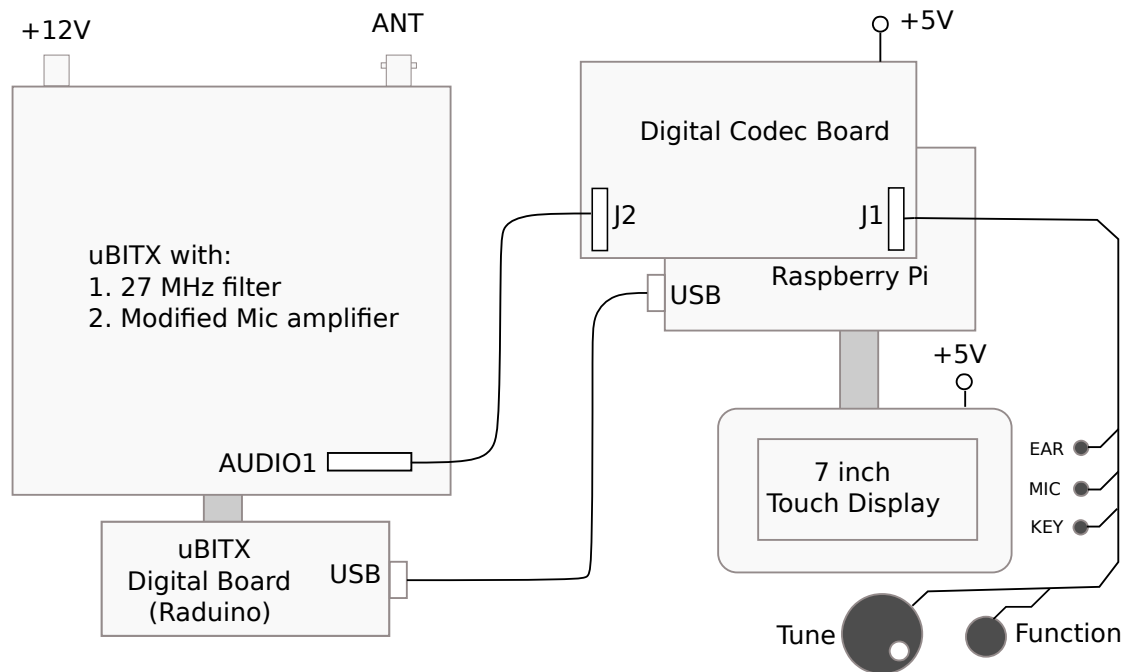 +12V
ANT
+5V
Digital Codec Board
J2
J1
uBITX with:
1. 27 MHz filter
2. Modified Mic amplifier
Raspberry Pi
USB
+5V
AUDIO1
7 inch
Touch Display
EAR
MIC
KEY
uBITX
Digital Board
(Raduino)
USB
Tune
Function